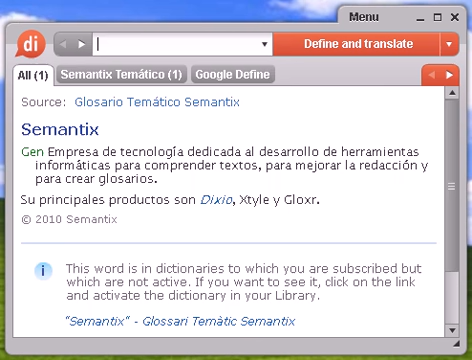 Menu
di
Define and translate
All (1)
Semantix Temático (1)
Google Define
Source: Glosario Temático Semantix
Semantix
Gen Empresa de tecnología dedicada al desarrollo de herramientas
informáticas para comprender textos, para mejorar la redacción y
para crear glosarios.
Su principales productos son Dixio, Xtyle y Gloxr.
© 2010 Semantix
i
This word is in dictionaries to which you are subscribed but
which are not active. If you want to see it, click on the link
and activate the dictionary in your Library.
"Semantix" - Glossari Temàtic Semantix